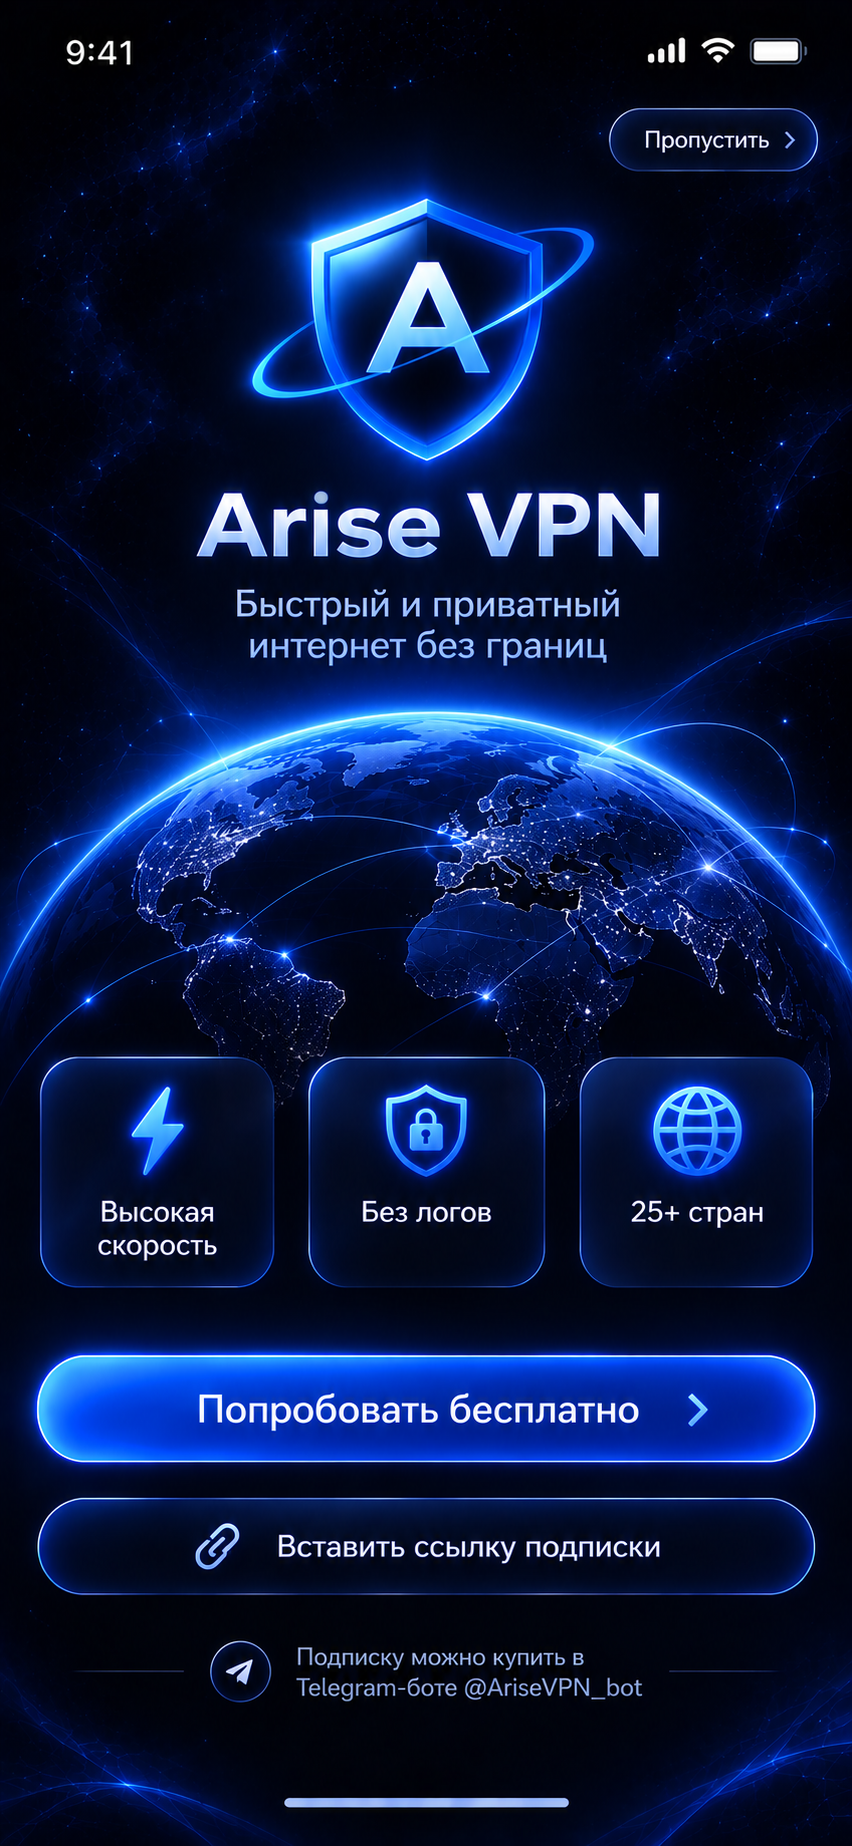 9:41
Пропустить
A
Arise VPN
Быстрый и приватный
интернет без границ
Высокая
скорость
Без логов
25+ стран
Попробовать бесплатно
Вставить ссылку подписки
Подписку можно купить в
Telegram-боте @AriseVPN_bot